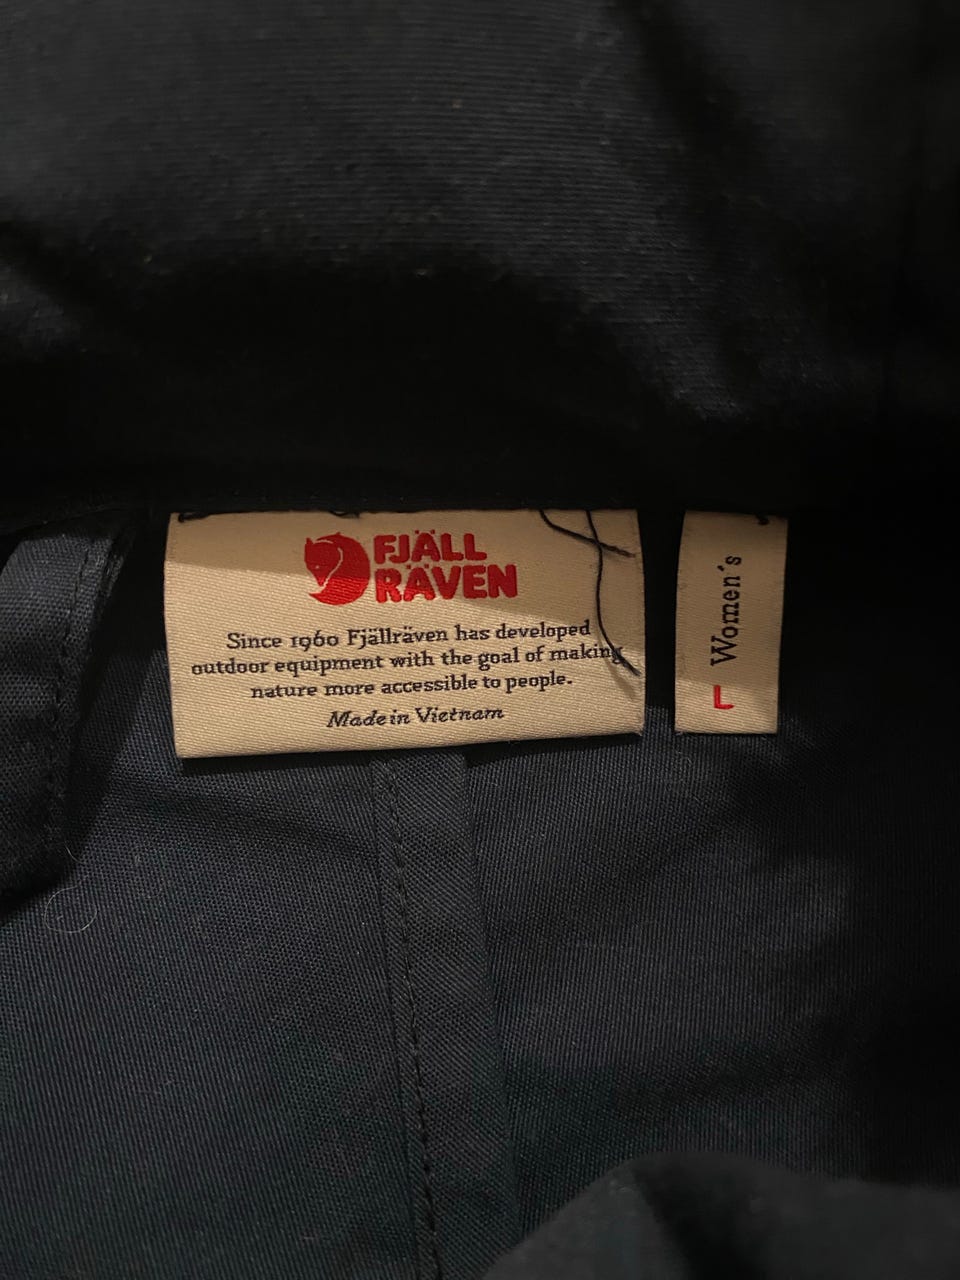 FJÄLL
RÄVEN
Since 1960 Fjällräven has developed
outdoor equipment with the goal of making
nature more accessible to people.
Made in Vietnam
Women´s
L